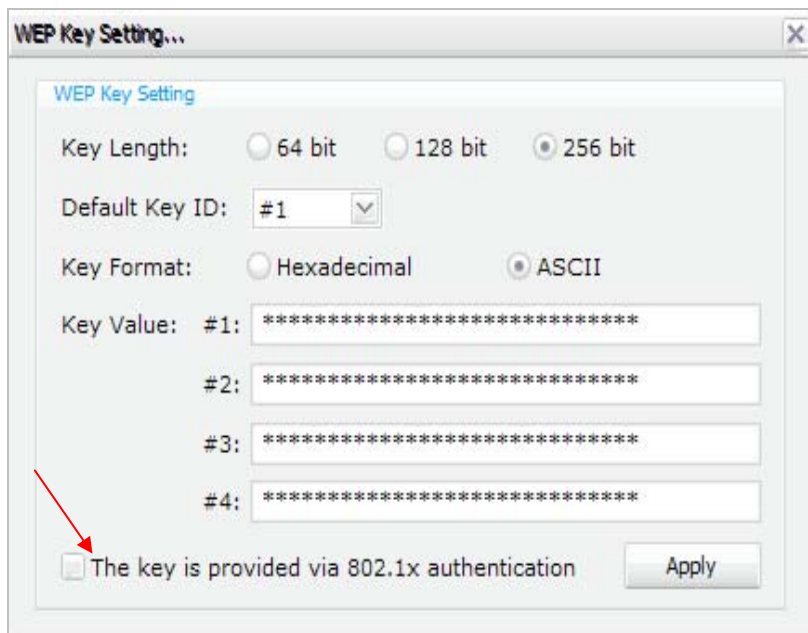 WEP Key Setting...
WEP Key Setting
Key Length: 64 bit 128 bit 256 bit
Default Key ID: #1
Key Format: Hexadecimal ASCII
Key Value: #1: *****************************
#2: *****************************
#3: *****************************
#4: *****************************
The key is provided via 802.1x authentication Apply